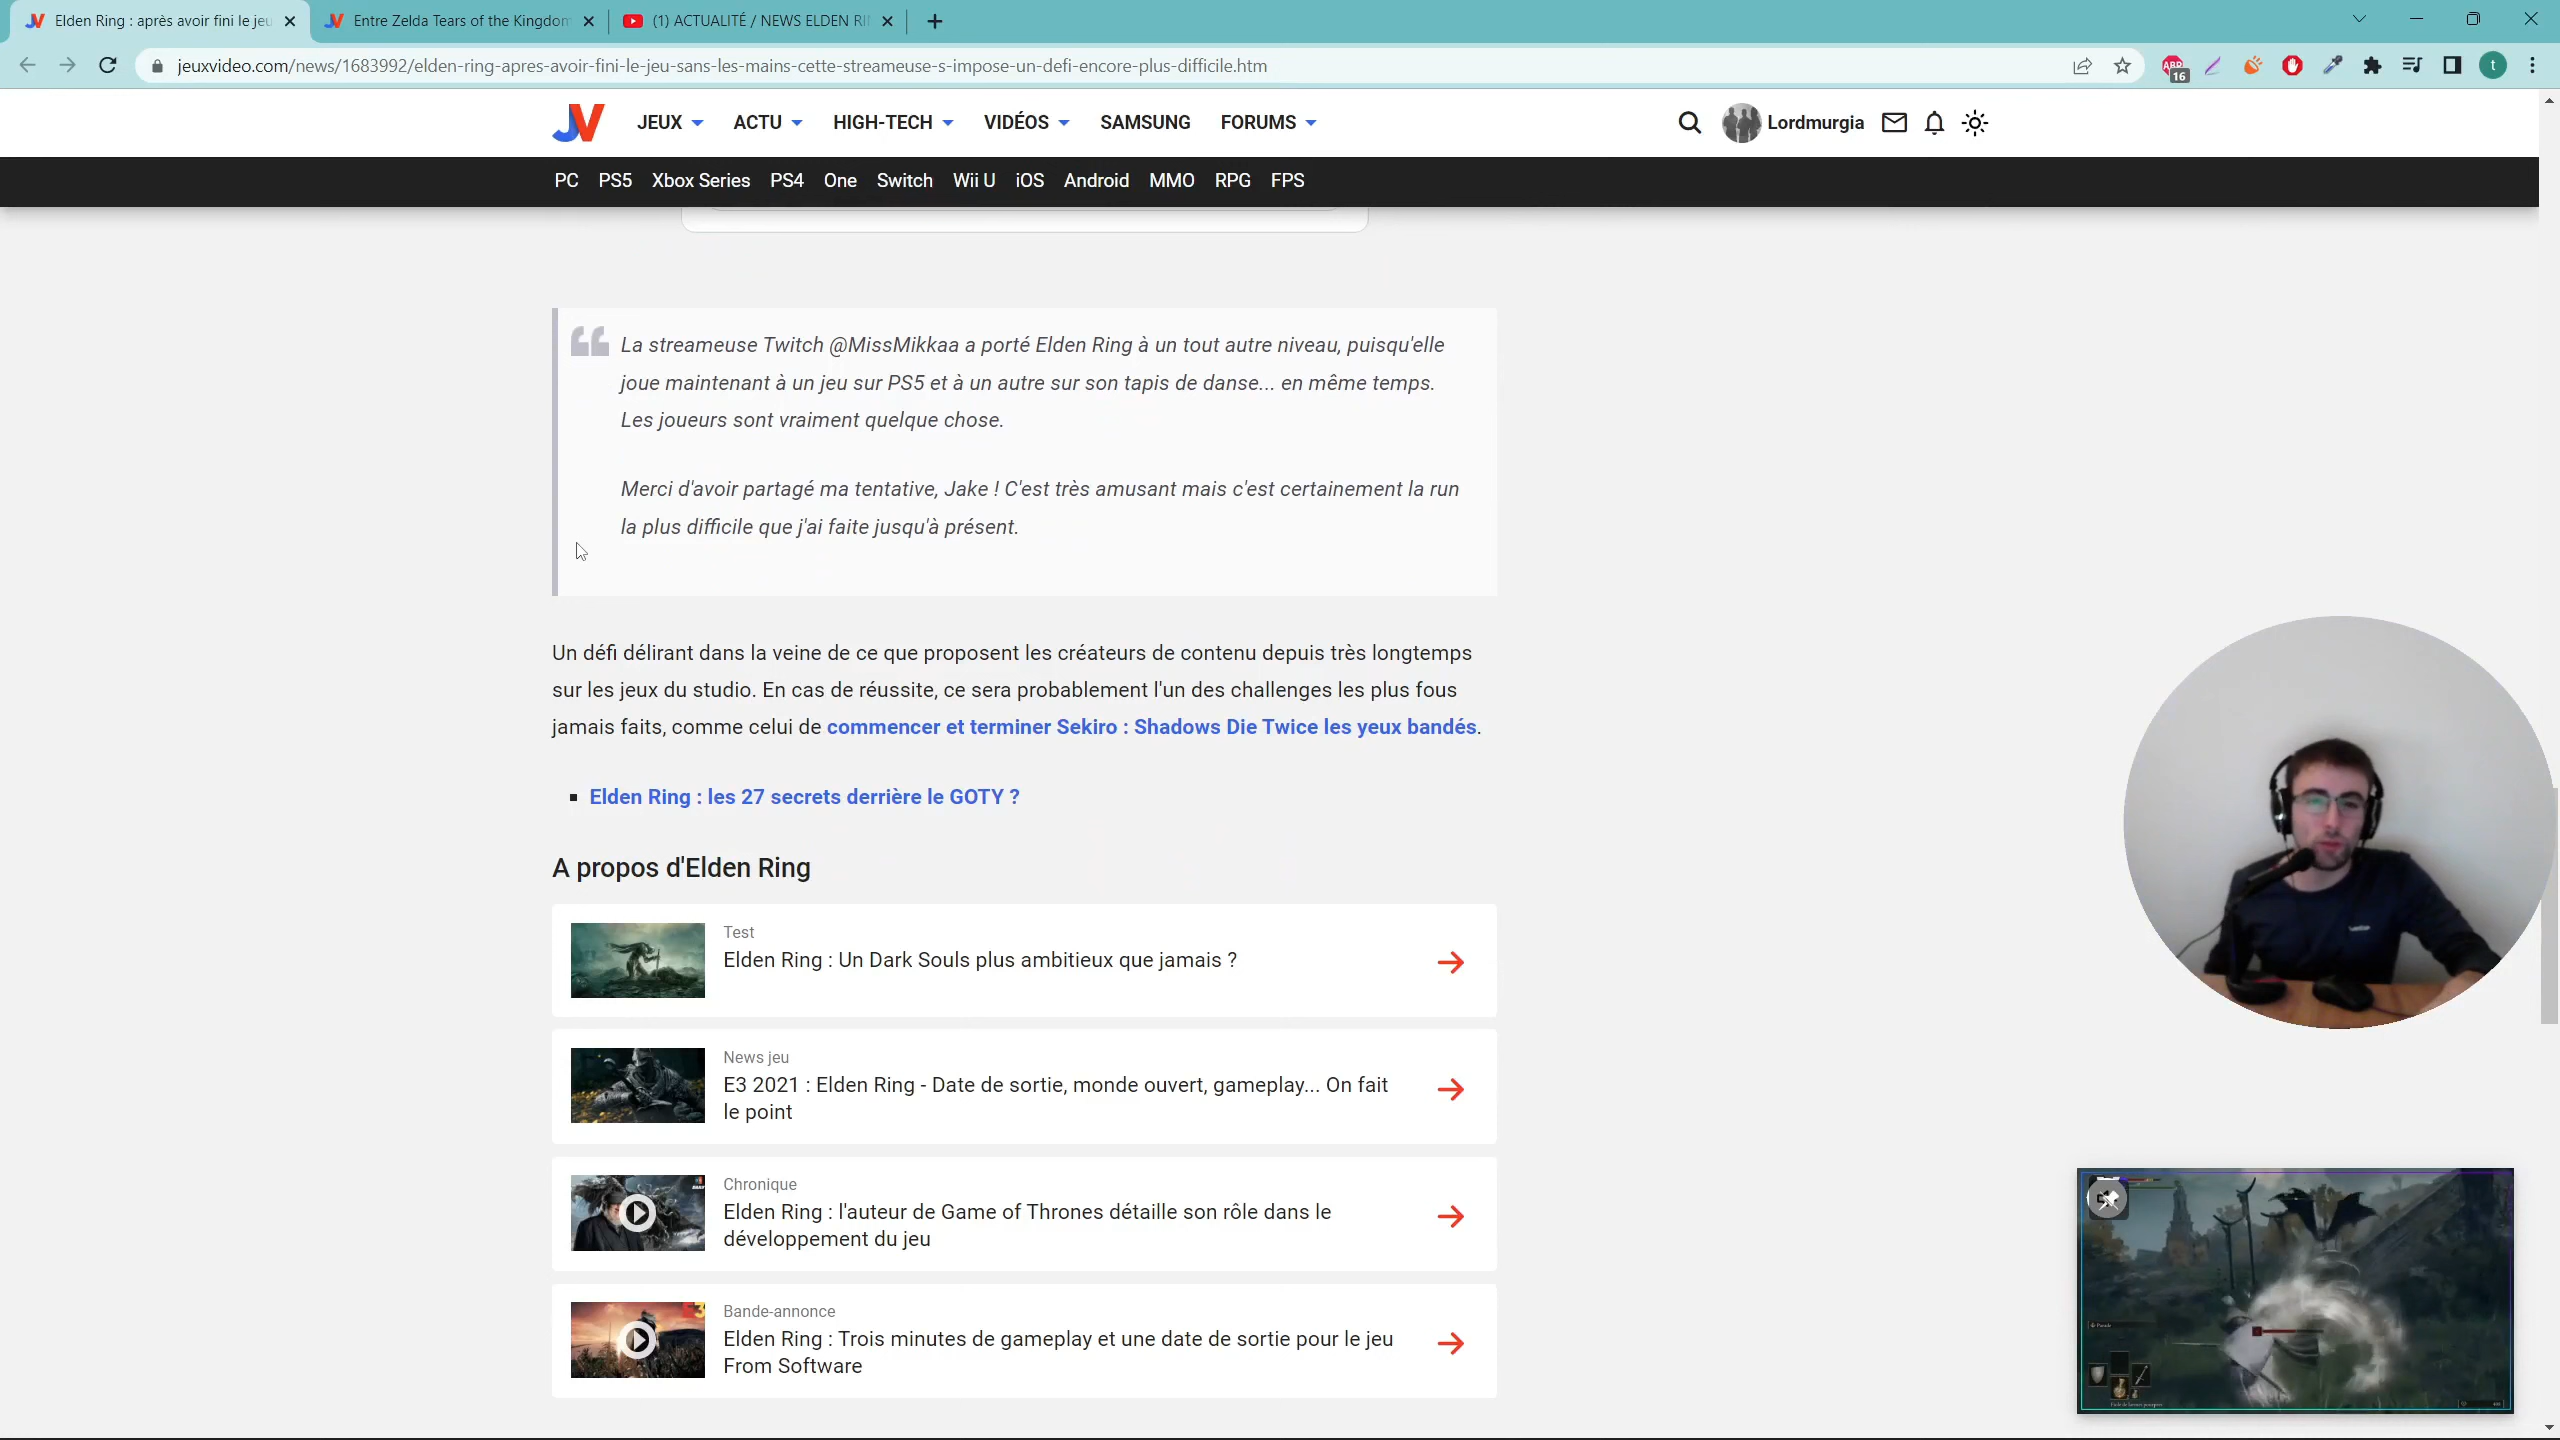 Elden Ring : après avoir fini le jeu
Entre Zelda Tears of the Kingdom
(1) ACTUALITÉ / NEWS ELDEN RI
jeuxvideo.com/news/1683992/elden-ring-apres-avoir-fini-le-jeu-sans-les-mains-cette-streameuse-s-impose-un-defi-encore-plus-difficile.htm
ABP
16
t
JV
JEUX
ACTU
HIGH-TECH
VIDÉOS
SAMSUNG
FORUMS
Lordmurgia
PC PS5 Xbox Series PS4 One Switch Wii U iOS Android MMO RPG FPS
La streameuse Twitch @MissMikkaa a porté Elden Ring à un tout autre niveau, puisqu'elle
joue maintenant à un jeu sur PS5 et à un autre sur son tapis de danse... en même temps.
Les joueurs sont vraiment quelque chose.
Merci d'avoir partagé ma tentative, Jake ! C'est très amusant mais c'est certainement la run
la plus difficile que j'ai faite jusqu'à présent.
Un défi délirant dans la veine de ce que proposent les créateurs de contenu depuis très longtemps
sur les jeux du studio. En cas de réussite, ce sera probablement l'un des challenges les plus fous
jamais faits, comme celui de commencer et terminer Sekiro : Shadows Die Twice les yeux bandés.
Elden Ring : les 27 secrets derrière le GOTY ?
A propos d'Elden Ring
Test
Elden Ring : Un Dark Souls plus ambitieux que jamais ?
News jeu
E3 2021 : Elden Ring - Date de sortie, monde ouvert, gameplay... On fait
le point
Chronique
Elden Ring : l'auteur de Game of Thrones détaille son rôle dans le
développement du jeu
Bande-annonce
Elden Ring : Trois minutes de gameplay et une date de sortie pour le jeu
From Software